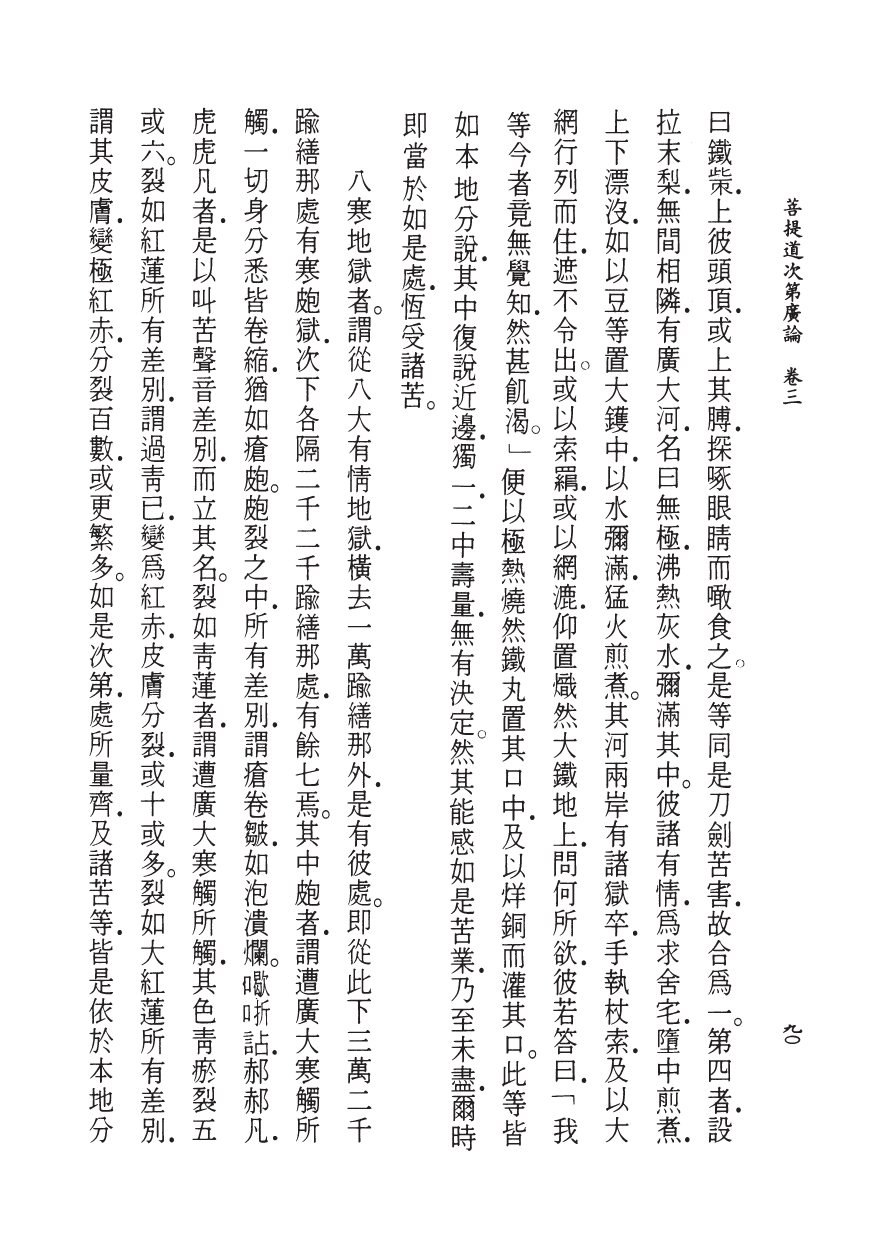 菩提道次第廣論　卷三
九〇
曰鐵柴．上彼頭頂．或上其膊．探啄眼睛而噉食之。是等同是刀劍苦害．故合爲一。第四者．設
拉末梨．無間相隣．有廣大河．名曰無極．沸熱灰水．彌滿其中。彼諸有情．爲求舍宅．墮中煎煮．
上下漂沒．如以豆等置大鑊中．以水彌滿．猛火煎煮。其河兩岸有諸獄卒．手執杖索．及以大
網行列而住．遮不令出。或以索羂．或以網漉．仰置熾然大鐵地上．問何所欲．彼若答曰．「我
等今者竟無覺知．然甚飢渴。」便以極熱燒然鐵丸置其口中．及以烊銅而灌其口。此等皆
如本地分說．其中復說近邊．獨一．二中壽量．無有決定。然其能感如是苦業．乃至未盡．爾時
即當於如是處．恆受諸苦。
八寒地獄者。謂從八大有情地獄．橫去一萬踰繕那外．是有彼處。即從此下三萬二千
踰繕那處有寒皰獄．次下各隔二千二千踰繕那處．有餘七焉。其中皰者．謂遭廣大寒觸所
觸．一切身分悉皆卷縮．猶如瘡皰。皰裂之中．所有差別．謂瘡卷皺．如泡潰爛。㖶哳詀．郝郝凡．
虎虎凡者．是以叫苦聲音差別．而立其名。裂如靑蓮者．謂遭廣大寒觸所觸．其色靑瘀裂五
或六。裂如紅蓮所有差別．謂過靑已．變爲紅赤．皮膚分裂．或十或多。裂如大紅蓮所有差別．
謂其皮膚．變極紅赤．分裂百數．或更繁多。如是次第．處所量齊．及諸苦等．皆是依於本地分